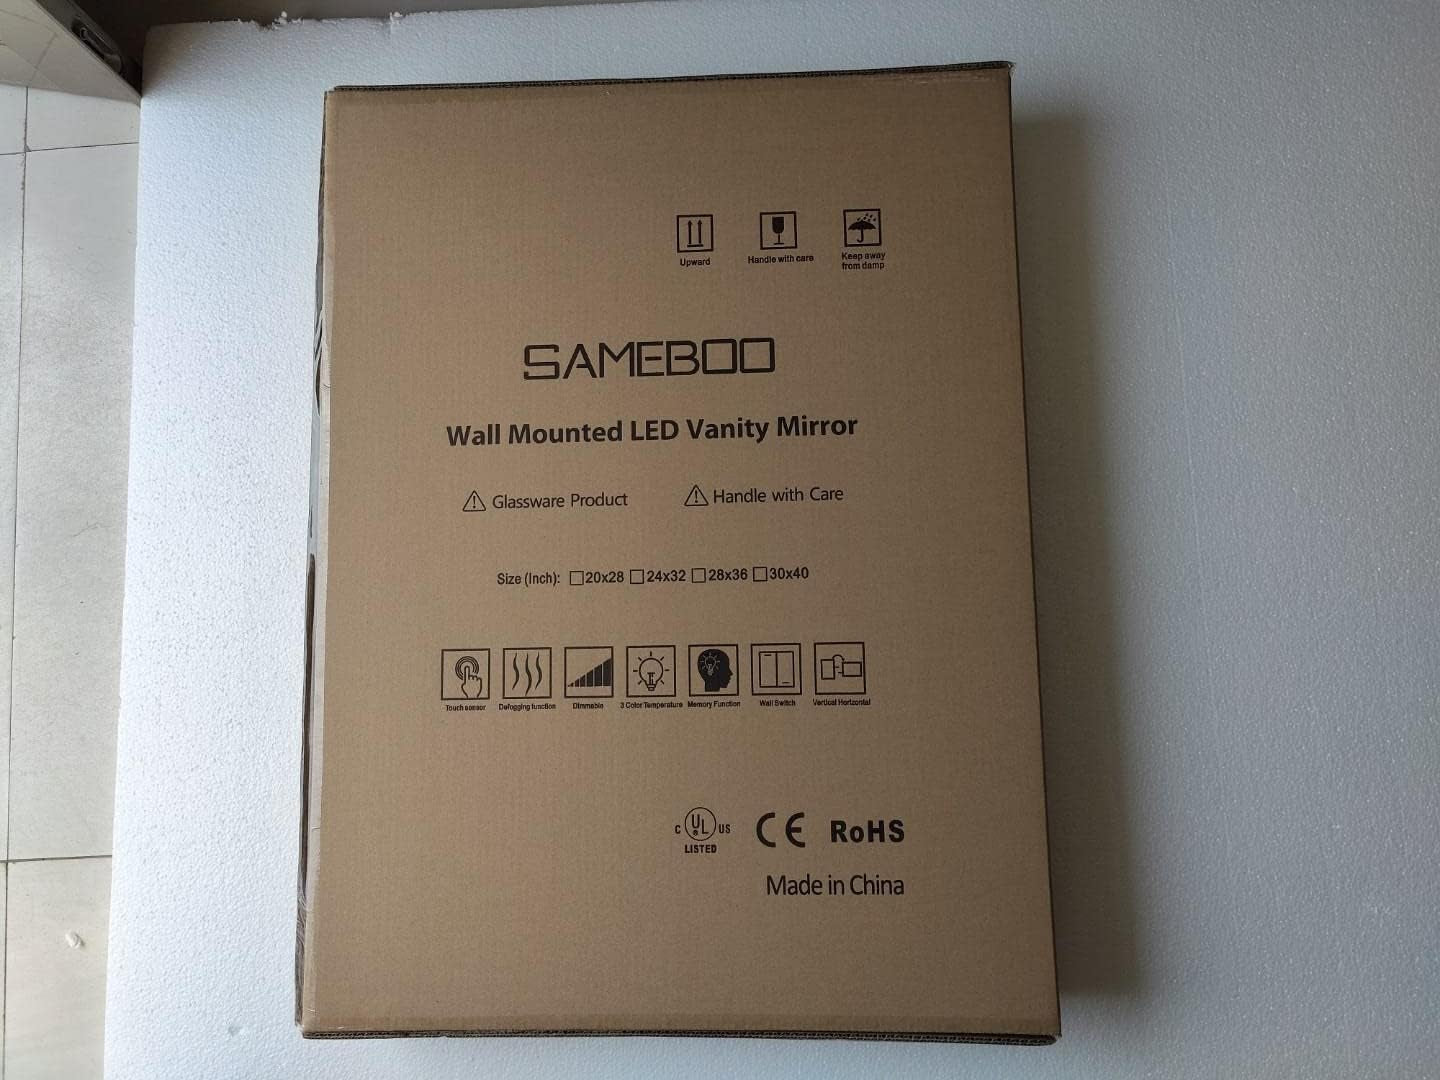 Upward
Handle with care
Keep away
from damp
SAMEBOO
Wall Mounted LED Vanity Mirror
Glassware Product
Handle with Care
Size (Inch): 20x28 24x32 28x36 30x40
Touch sensor Defogging function Dimmable 3 Color Temperature Memory Function Wall Switch Vertical Horizontal
C UL US
LISTED
CE
RoHS
Made in China